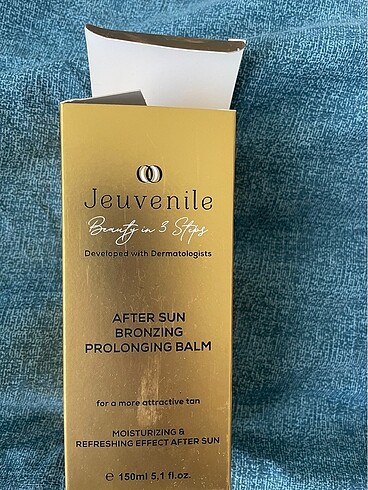 Jeuvenile
Beauty in 3 Steps
Developed with Dermatologists
AFTER SUN
BRONZING
PROLONGING BALM
for a more attractive tan
MOISTURIZING &
REFRESHING EFFECT AFTER SUN
℮ 150ml 5.1 fl.oz.